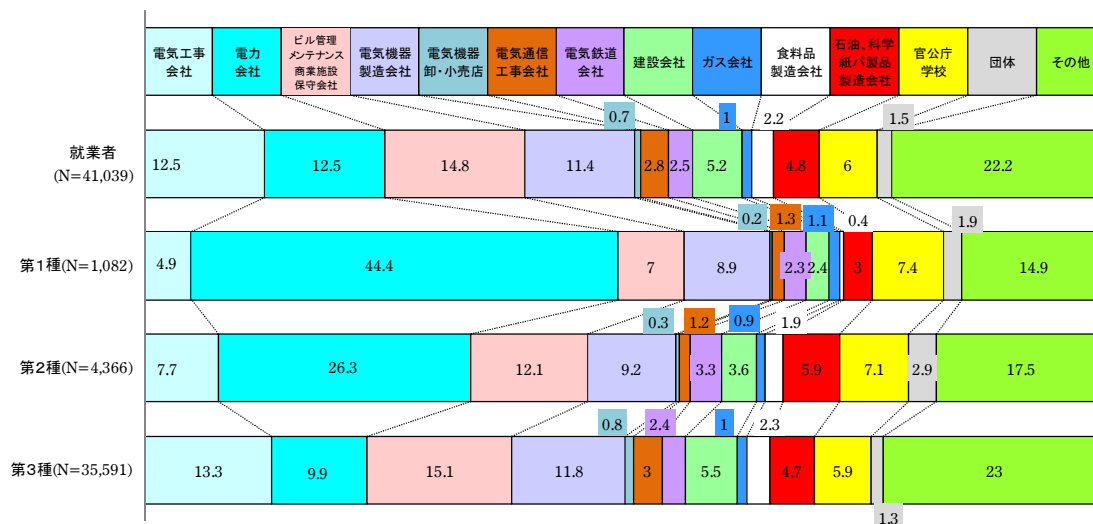 電気工事
会社
電力
会社
ビル管理
メンテナンス
商業施設
保守会社
電気機器
製造会社
電気機器
卸・小売店
電気通信
工事会社
電気鉄道
会社
建設会社
ガス会社
食料品
製造会社
石油、科学
紙パ製品
製造会社
官公庁
学校
団体
その他
0.7
1
2.2
1.5
就業者
(N=41,039)
12.5
12.5
14.8
11.4
2.8
2.5
5.2
4.8
6
22.2
0.2
1.3
1.1
0.4
1.9
第1種(N=1,082)
4.9
44.4
7
8.9
2.3
2.4
3
7.4
14.9
0.3
1.2
0.9
1.9
第2種(N=4,366)
7.7
26.3
12.1
9.2
3.3
3.6
5.9
7.1
2.9
17.5
0.8
2.4
1
2.3
第3種(N=35,591)
13.3
9.9
15.1
11.8
3
5.5
4.7
5.9
23
1.3